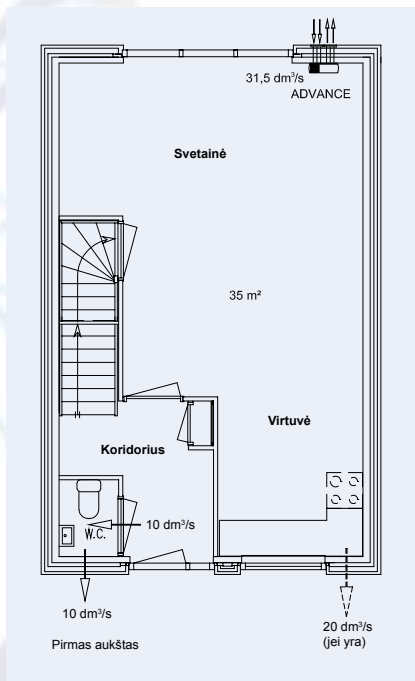 31,5 dm³/s
ADVANCE
Svetainė
35 m²
Virtuvė
Koridorius
10 dm³/s
W.C.
10 dm³/s
20 dm³/s
(jei yra)
Pirmas aukštas